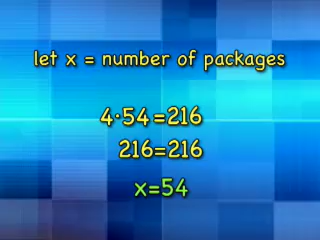 let x = number of packages
4·54=216
216=216
x=54